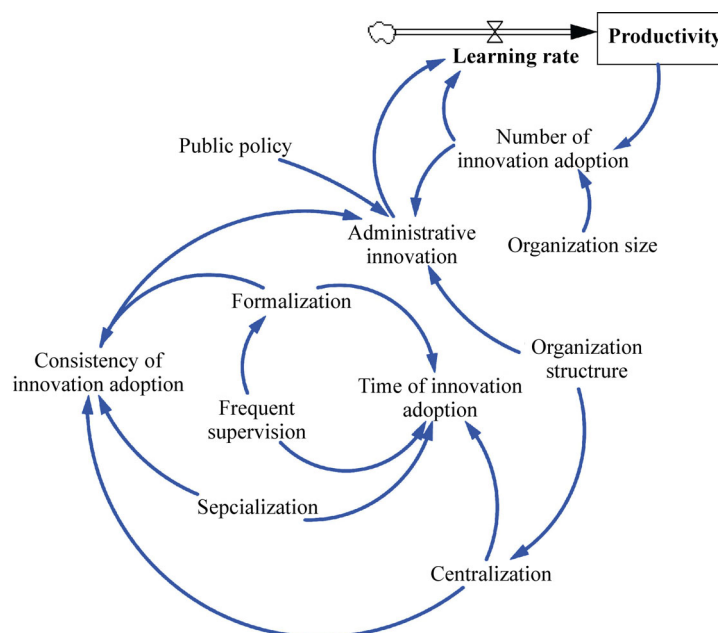 Productivity
Learning rate
Number of
innovation adoption
Public policy
Administrative
innovation
Organization size
Formalization
Consistency of
innovation adoption
Organization
structrure
Time of innovation
adoption
Frequent
supervision
Sepcialization
Centralization